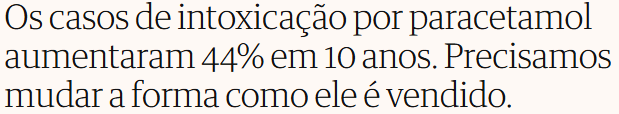 Os casos de intoxicação por paracetamol
aumentaram 44% em 10 anos. Precisamos
mudar a forma como ele é vendido.